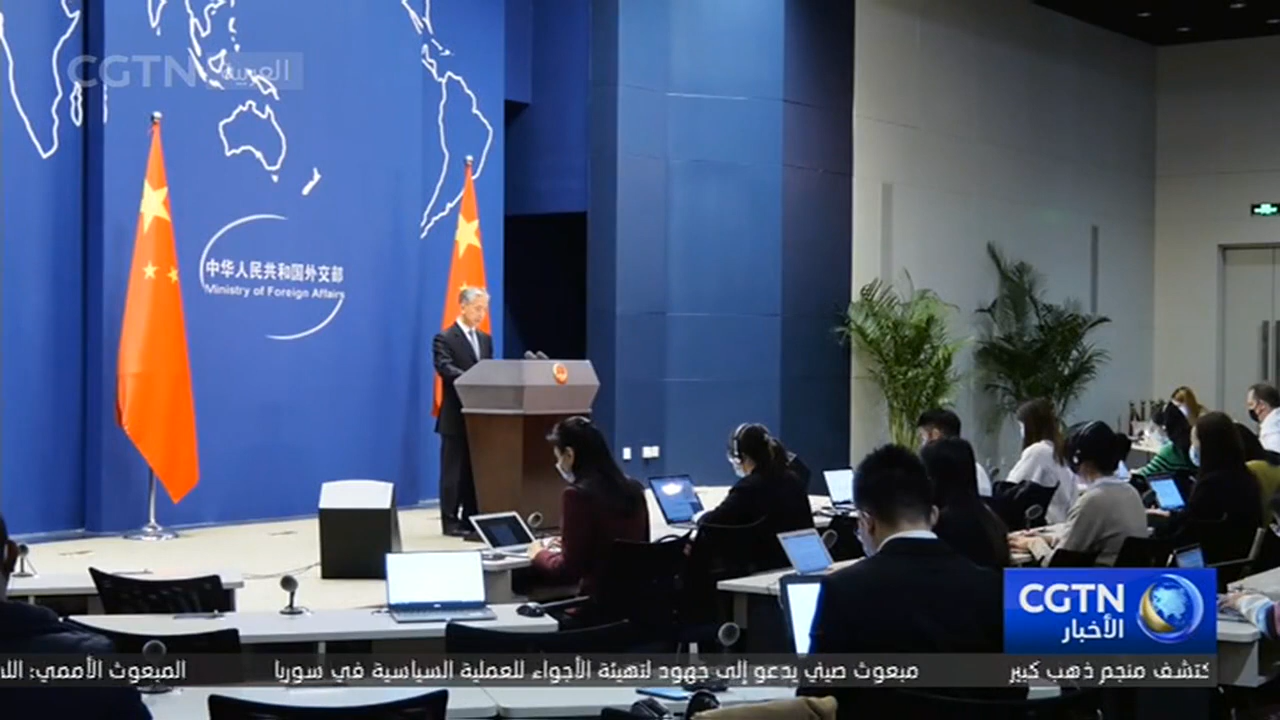 CGTN العربية
中华人民共和国外交部
Ministry of Foreign Affairs
CGTN
الأخبار
كتشف منجم ذهب كبير
مبعوث صيني يدعو إلى جهود لتهيئة الأجواء للعملية السياسية في سوريا
المبعوث الأممي: الل